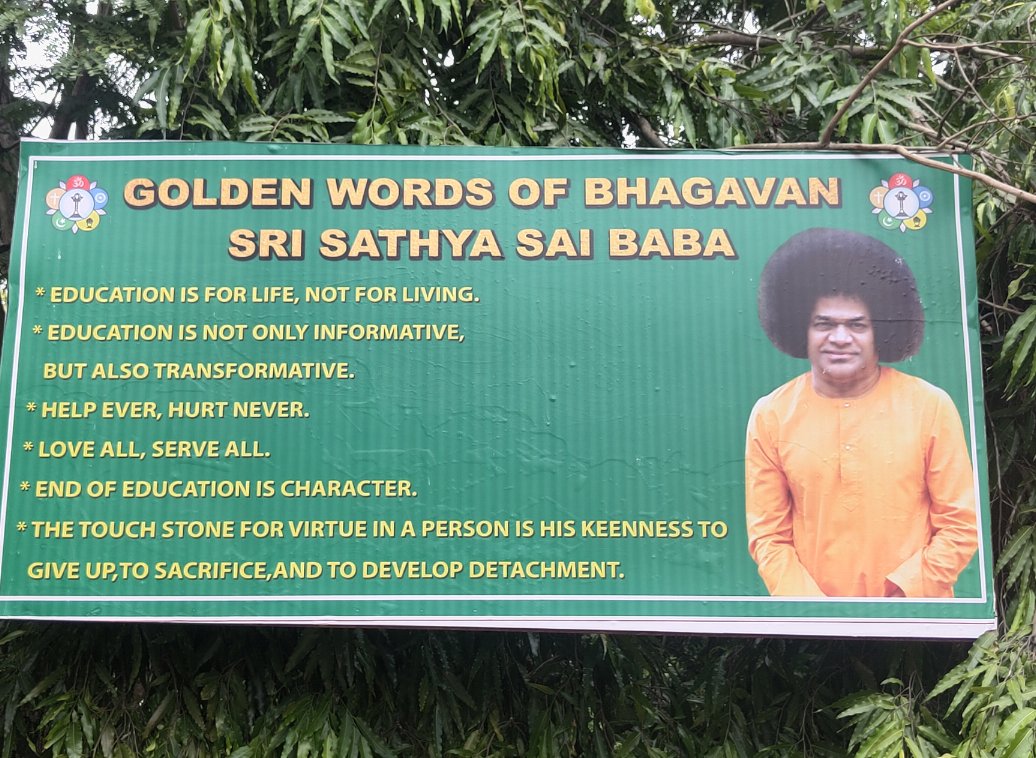 GOLDEN WORDS OF BHAGAVAN
SRI SATHYA SAI BABA
* EDUCATION IS FOR LIFE, NOT FOR LIVING.
* EDUCATION IS NOT ONLY INFORMATIVE,
BUT ALSO TRANSFORMATIVE.
* HELP EVER, HURT NEVER.
* LOVE ALL, SERVE ALL.
* END OF EDUCATION IS CHARACTER.
* THE TOUCH STONE FOR VIRTUE IN A PERSON IS HIS KEENNESS TO
GIVE UP,TO SACRIFICE,AND TO DEVELOP DETACHMENT.